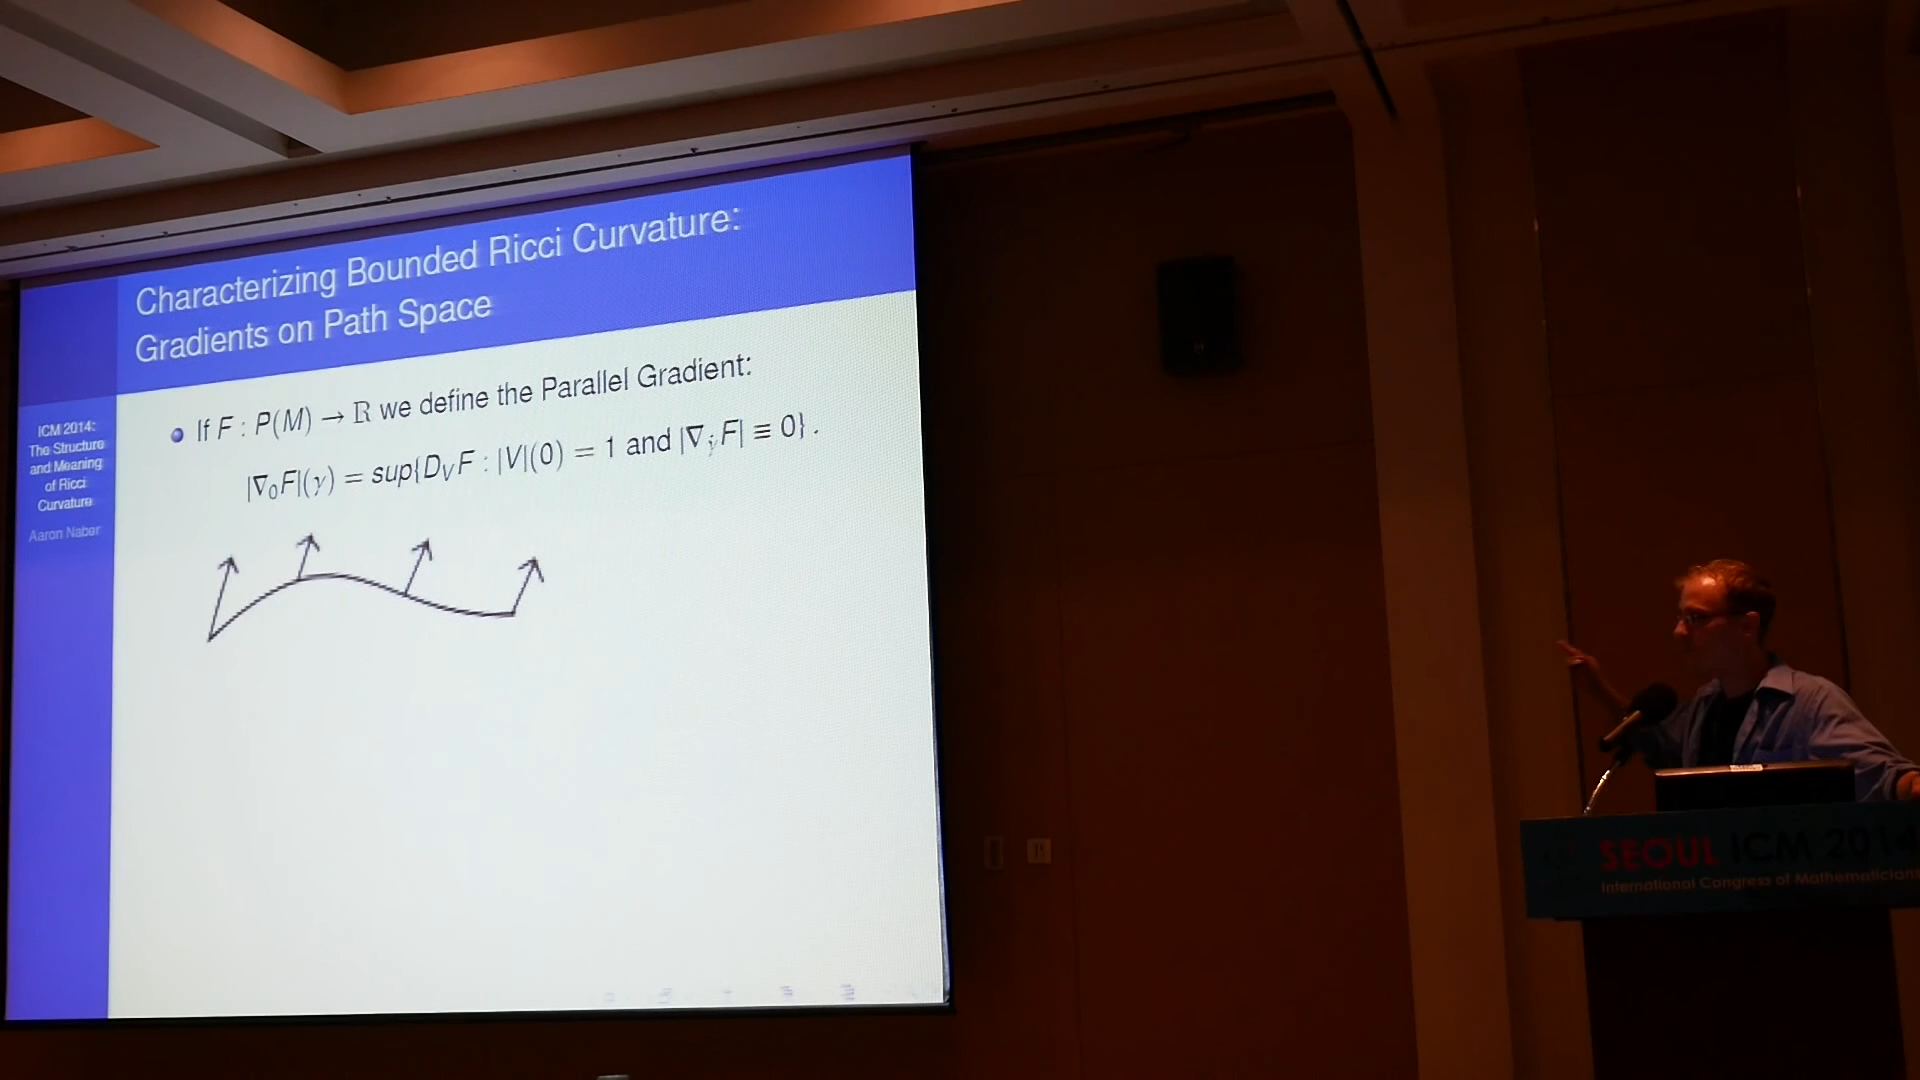 Characterizing Bounded Ricci Curvature:
Gradients on Path Space
ICM 2014:
The Structure
and Meaning
of Ricci
Curvature
Aaron Naber
If F : P(M) → ℝ we define the Parallel Gradient:
|∇₀F|(γ) = sup{D_V F : |V|(0) = 1 and |∇_γ̇ F| ≡ 0} .
SEOUL ICM 2014
International Congress of Mathematicians